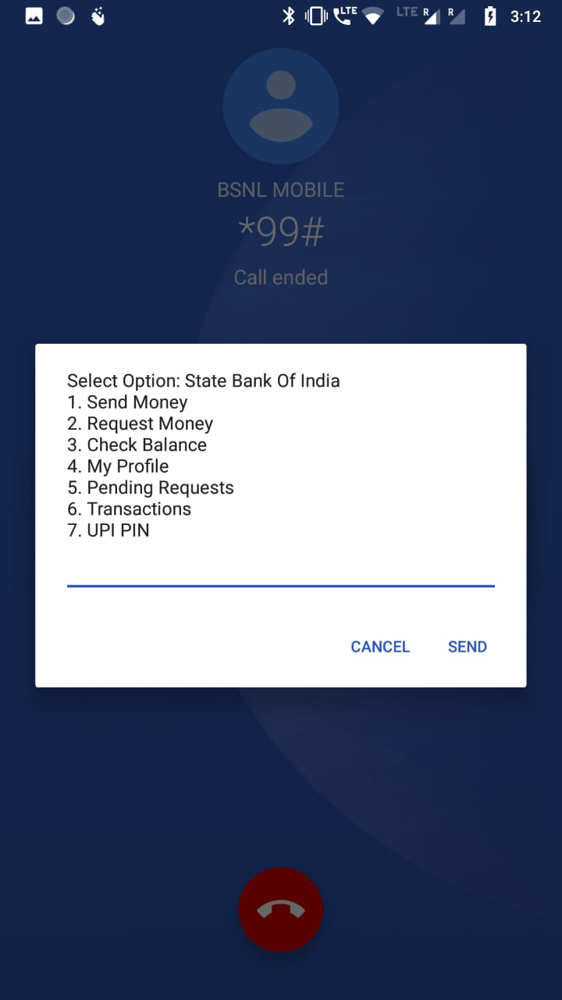 LTE LTE R R 3:12
BSNL MOBILE
*99#
Call ended
Select Option: State Bank Of India
1. Send Money
2. Request Money
3. Check Balance
4. My Profile
5. Pending Requests
6. Transactions
7. UPI PIN
CANCEL SEND